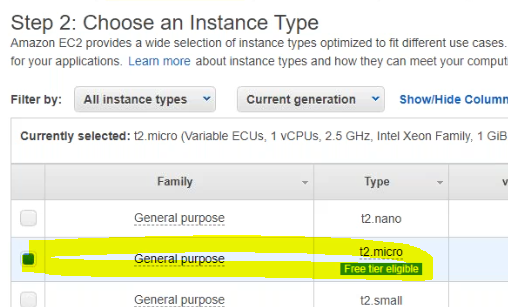 Step 2: Choose an Instance Type
Amazon EC2 provides a wide selection of instance types optimized to fit different use cases.
for your applications. Learn more about instance types and how they can meet your
Filter by: All instance types Current generation Show/Hide
Currently selected: t2.micro (Variable ECUs, 1 vCPUs, 2.5 GHz, Intel Xeon Family, 1 GiB
Family Type
General purpose t2.nano
General purpose t2.micro
Free tier eligible
General purpose t2.small